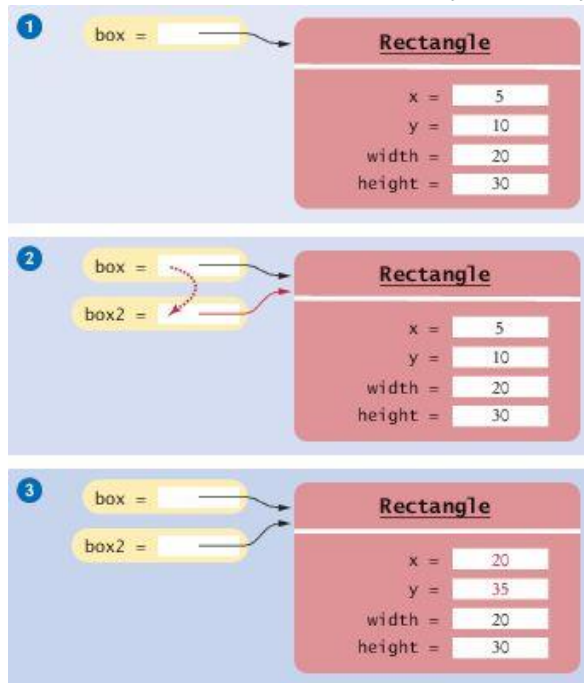 1
box =
Rectangle
x = 5
y = 10
width = 20
height = 30
2
box =
box2 =
Rectangle
x = 5
y = 10
width = 20
height = 30
3
box =
box2 =
Rectangle
x = 20
y = 35
width = 20
height = 30